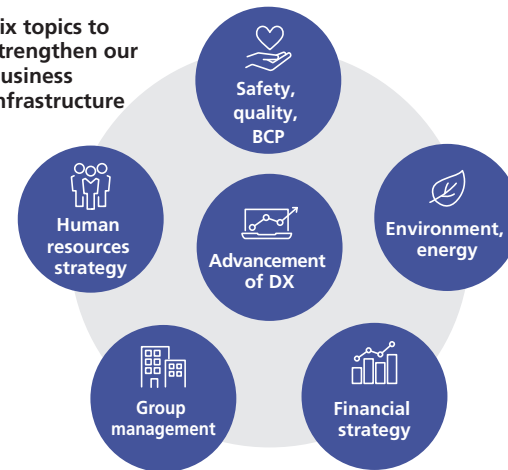 ix topics to
trengthen our
usiness
nfrastructure
Safety,
quality,
BCP
Human
resources
strategy
Advancement
of DX
Environment,
energy
Group
management
Financial
strategy